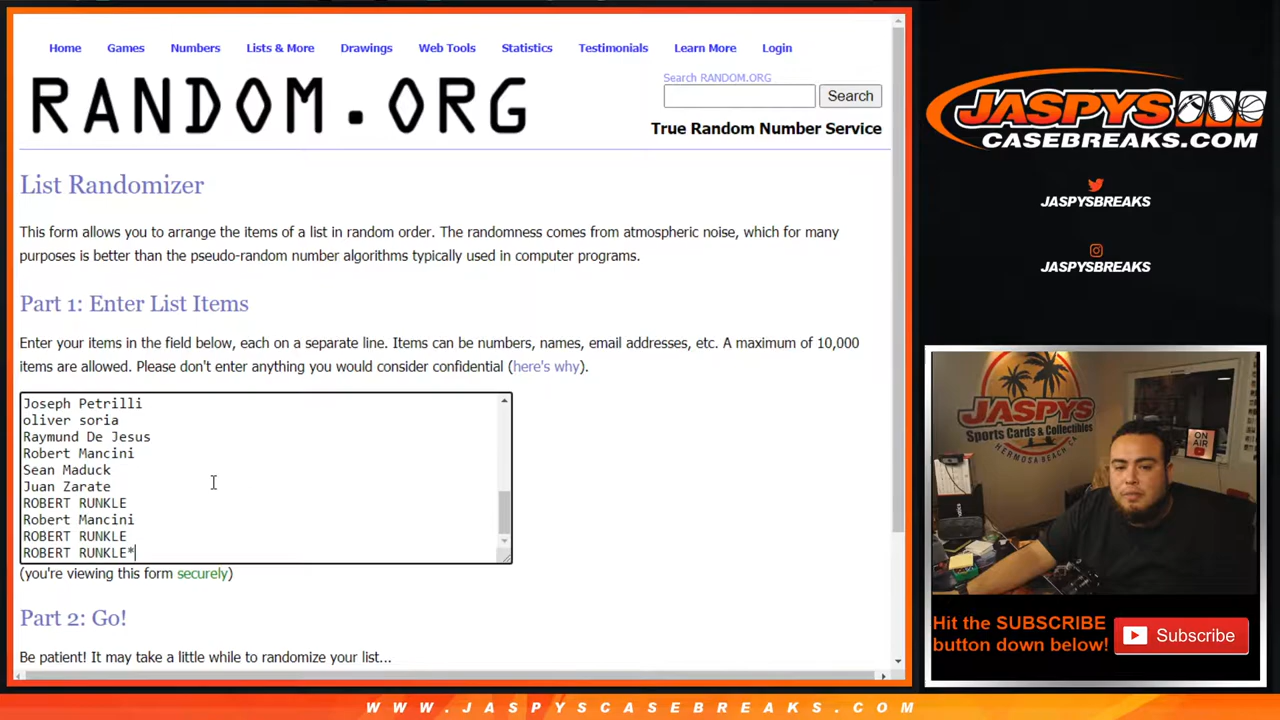 Home Games Numbers Lists & More Drawings Web Tools Statistics Testimonials Learn More Login
RANDOM.ORG
Search RANDOM.ORG
Search
True Random Number Service
List Randomizer
This form allows you to arrange the items of a list in random order. The randomness comes from atmospheric noise, which for many
purposes is better than the pseudo-random number algorithms typically used in computer programs.
Part 1: Enter List Items
Enter your items in the field below, each on a separate line. Items can be numbers, names, email addresses, etc. A maximum of 10,000
items are allowed. Please don't enter anything you would consider confidential (here's why).
Joseph Petrilli
oliver soria
Raymund De Jesus
Robert Mancini
Sean Maduck
Juan Zarate
ROBERT RUNKLE
Robert Mancini
ROBERT RUNKLE
ROBERT RUNKLE*
(you're viewing this form securely)
Part 2: Go!
Be patient! It may take a little while to randomize your list...
JASPYS
CASEBREAKS.COM
JASPYSBREAKS
JASPYSBREAKS
JASPYS
Sports Cards & Collectibles
HERMOSA BEACH CA
ON AIR
Hit the SUBSCRIBE
button down below!
Subscribe
WWW.JASPYSCASEBREAKS.COM